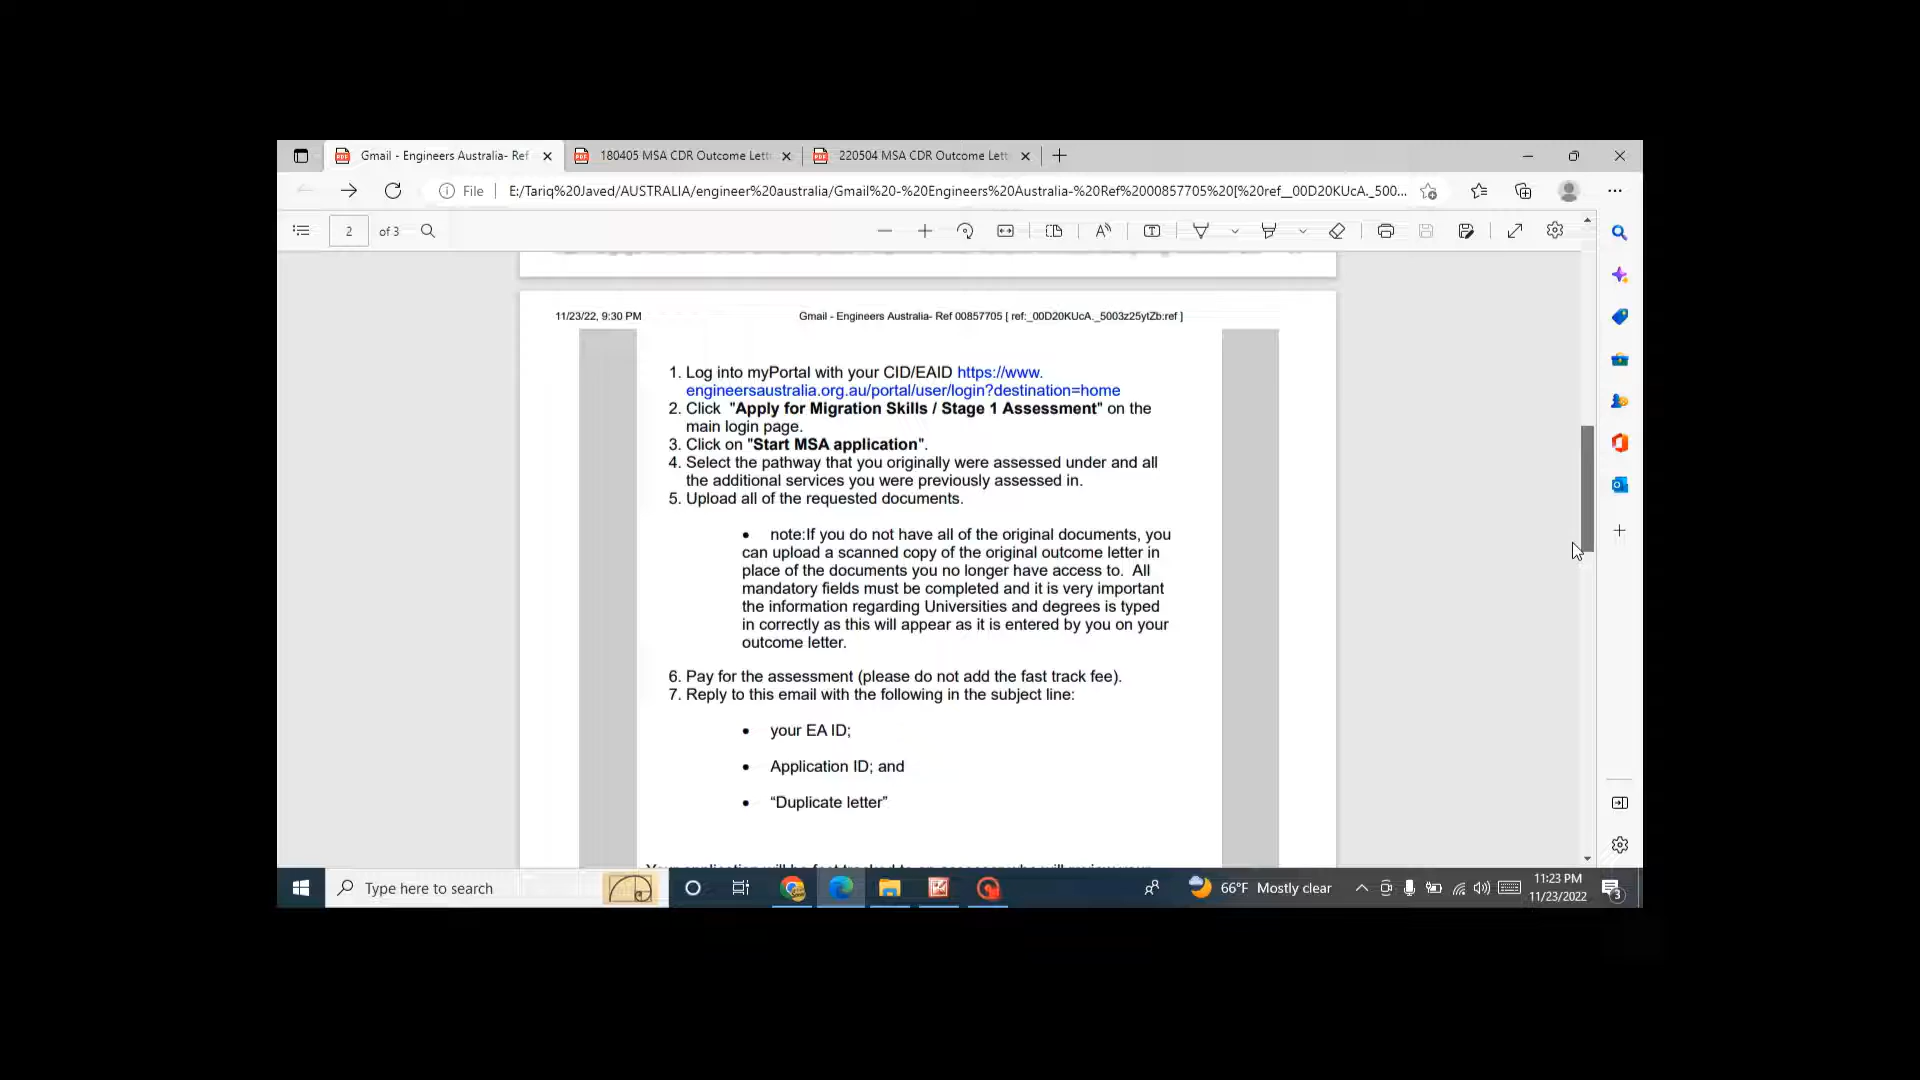 Gmail - Engineers Australia- Ref
180405 MSA CDR Outcome Lett
220504 MSA CDR Outcome Lett
File
E:/Tariq%20Javed/AUSTRALIA/engineer%20australia/Gmail%20-%20Engineers%20Australia-%20Ref%2000857705%20[%20ref__00D20KUcA._500...
2 of 3
11/23/22, 9:30 PM
Gmail - Engineers Australia- Ref 00857705 [ ref:_00D20KUcA._5003z25ytZb:ref ]
1. Log into myPortal with your CID/EAID https://www.
engineersaustralia.org.au/portal/user/login?destination=home
2. Click "Apply for Migration Skills / Stage 1 Assessment" on the
main login page.
3. Click on "Start MSA application".
4. Select the pathway that you originally were assessed under and all
the additional services you were previously assessed in.
5. Upload all of the requested documents.
• note:If you do not have all of the original documents, you
can upload a scanned copy of the original outcome letter in
place of the documents you no longer have access to. All
mandatory fields must be completed and it is very important
the information regarding Universities and degrees is typed
in correctly as this will appear as it is entered by you on your
outcome letter.
6. Pay for the assessment (please do not add the fast track fee).
7. Reply to this email with the following in the subject line:
• your EA ID;
• Application ID; and
• “Duplicate letter”
Type here to search
66°F Mostly clear
11:23 PM
11/23/2022
3